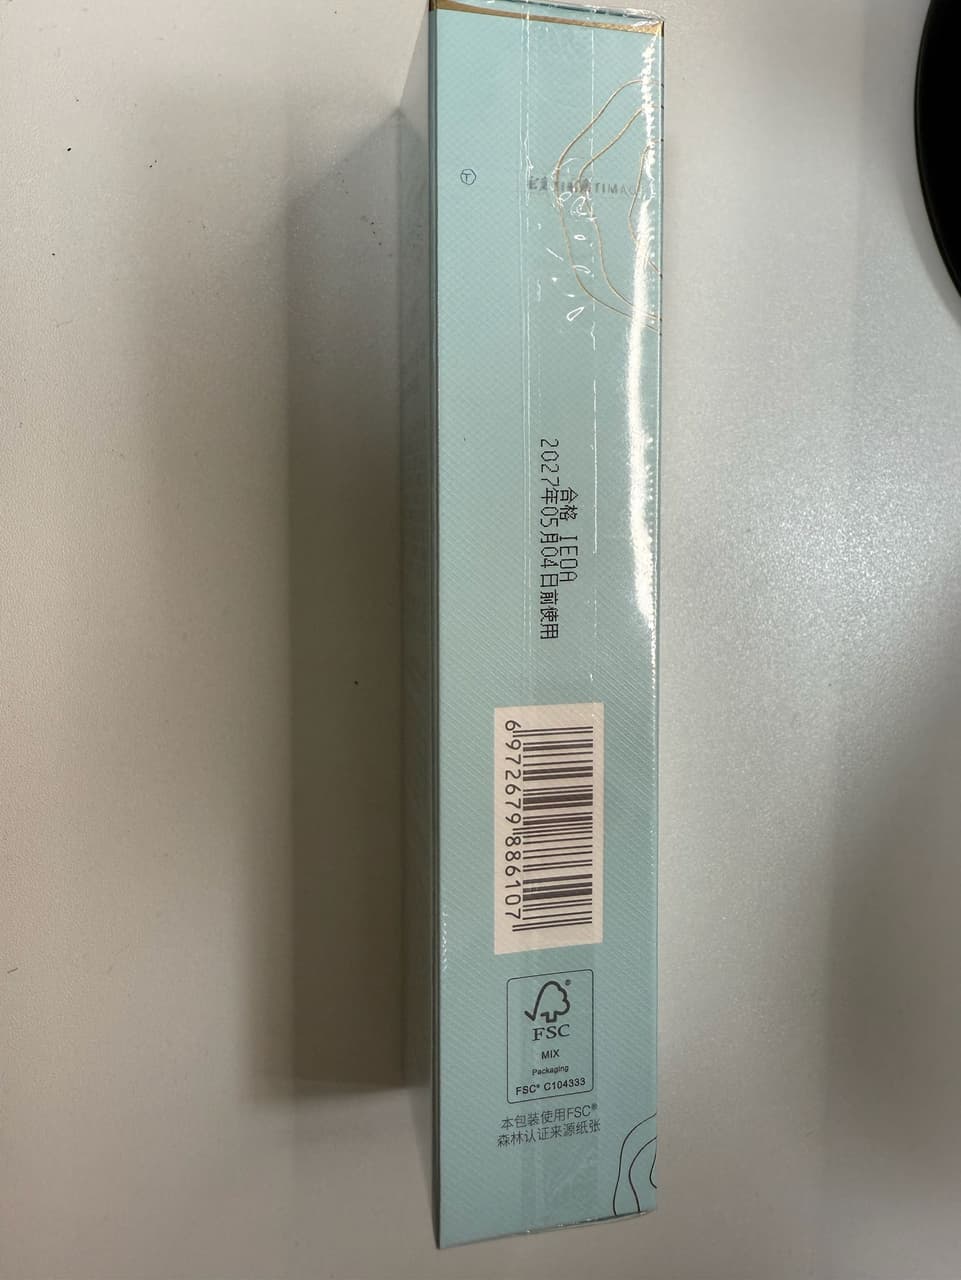 Ⓣ
合格 IEOA
2027年05月04日前使用
6972679886107
FSC®
MIX
Packaging
FSC® C104333
本包装使用FSC®
森林认证来源纸张